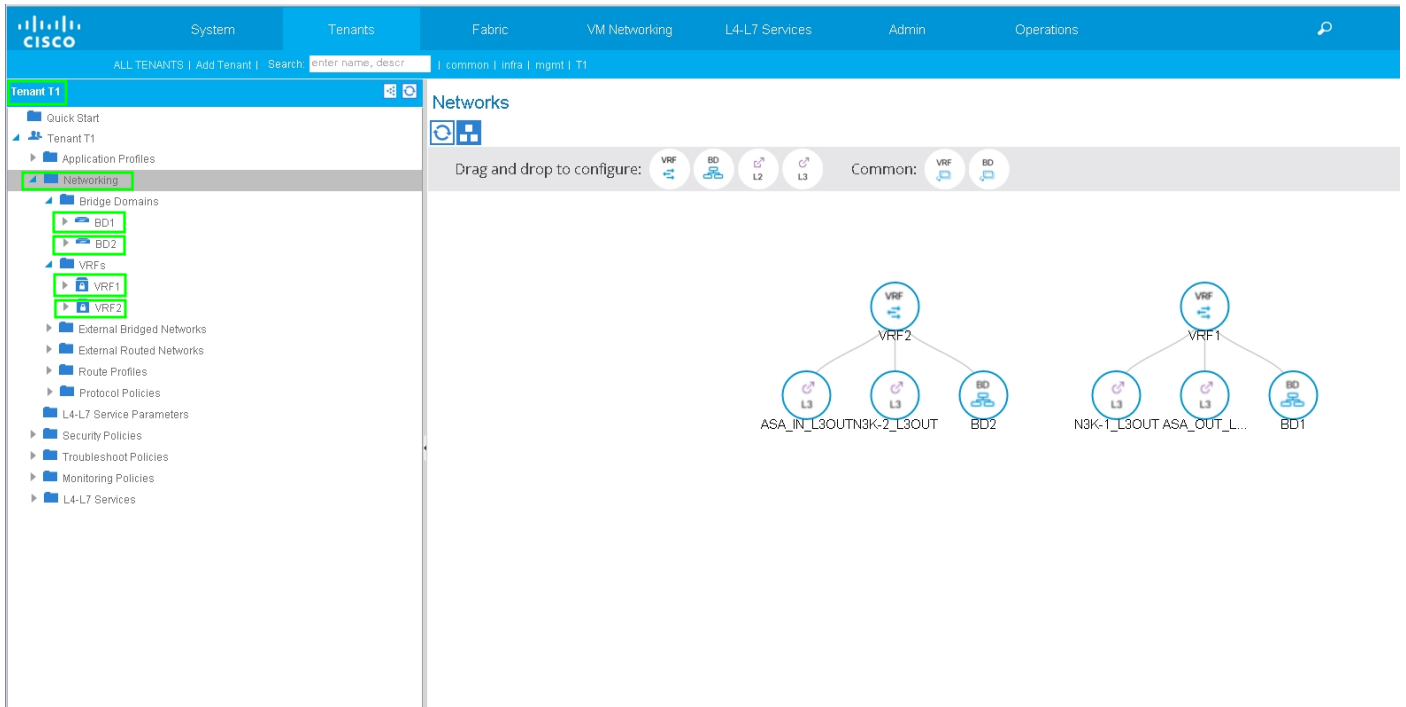 CISCO
System Tenants Fabric VM Networking L4-L7 Services Admin Operations
ALL TENANTS | Add Tenant | Search: enter name, descr | common | infra | mgmt | T1
Tenant T1
Quick Start
Tenant T1
Application Profiles
Networking
Bridge Domains
BD1
BD2
VRFs
VRF1
VRF2
External Bridged Networks
External Routed Networks
Route Profiles
Protocol Policies
L4-L7 Service Parameters
Security Policies
Troubleshoot Policies
Monitoring Policies
L4-L7 Services
Networks
Drag and drop to configure: VRF BD L2 L3 Common: VRF BD
VRF VRF
VRF2 VRF1
L3 L3 BD L3 L3 BD
ASA_IN_L3OUT N3K-2_L3OUT BD2 N3K-1_L3OUT ASA_OUT_L... BD1